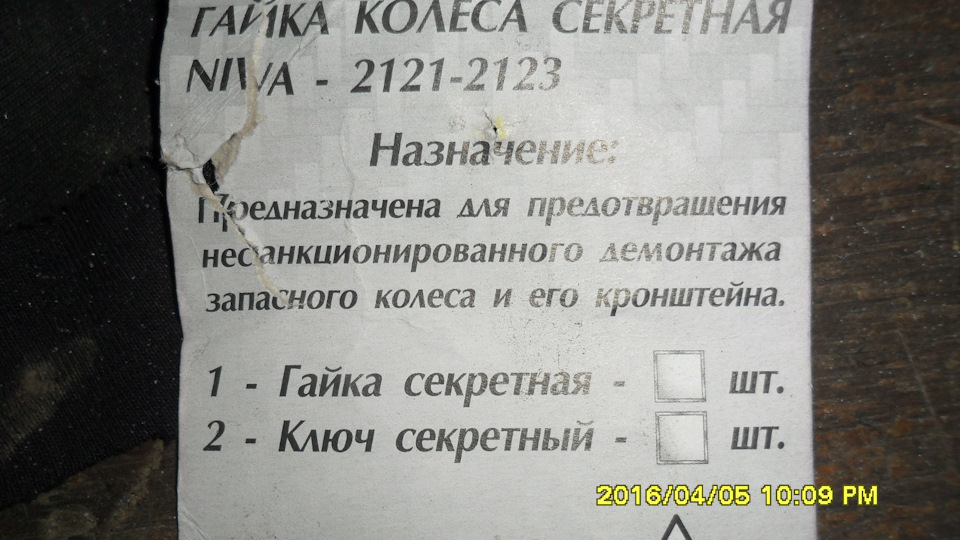 ГАЙКА КОЛЕСА СЕКРЕТНАЯ
NIWA - 2121-2123
Назначение:
Предназначена для предотвращения
несанкционированного демонтажа
запасного колеса и его кронштейна.
1 - Гайка секретная - шт.
2 - Ключ секретный - шт.
2016/04/05 10:09 PM